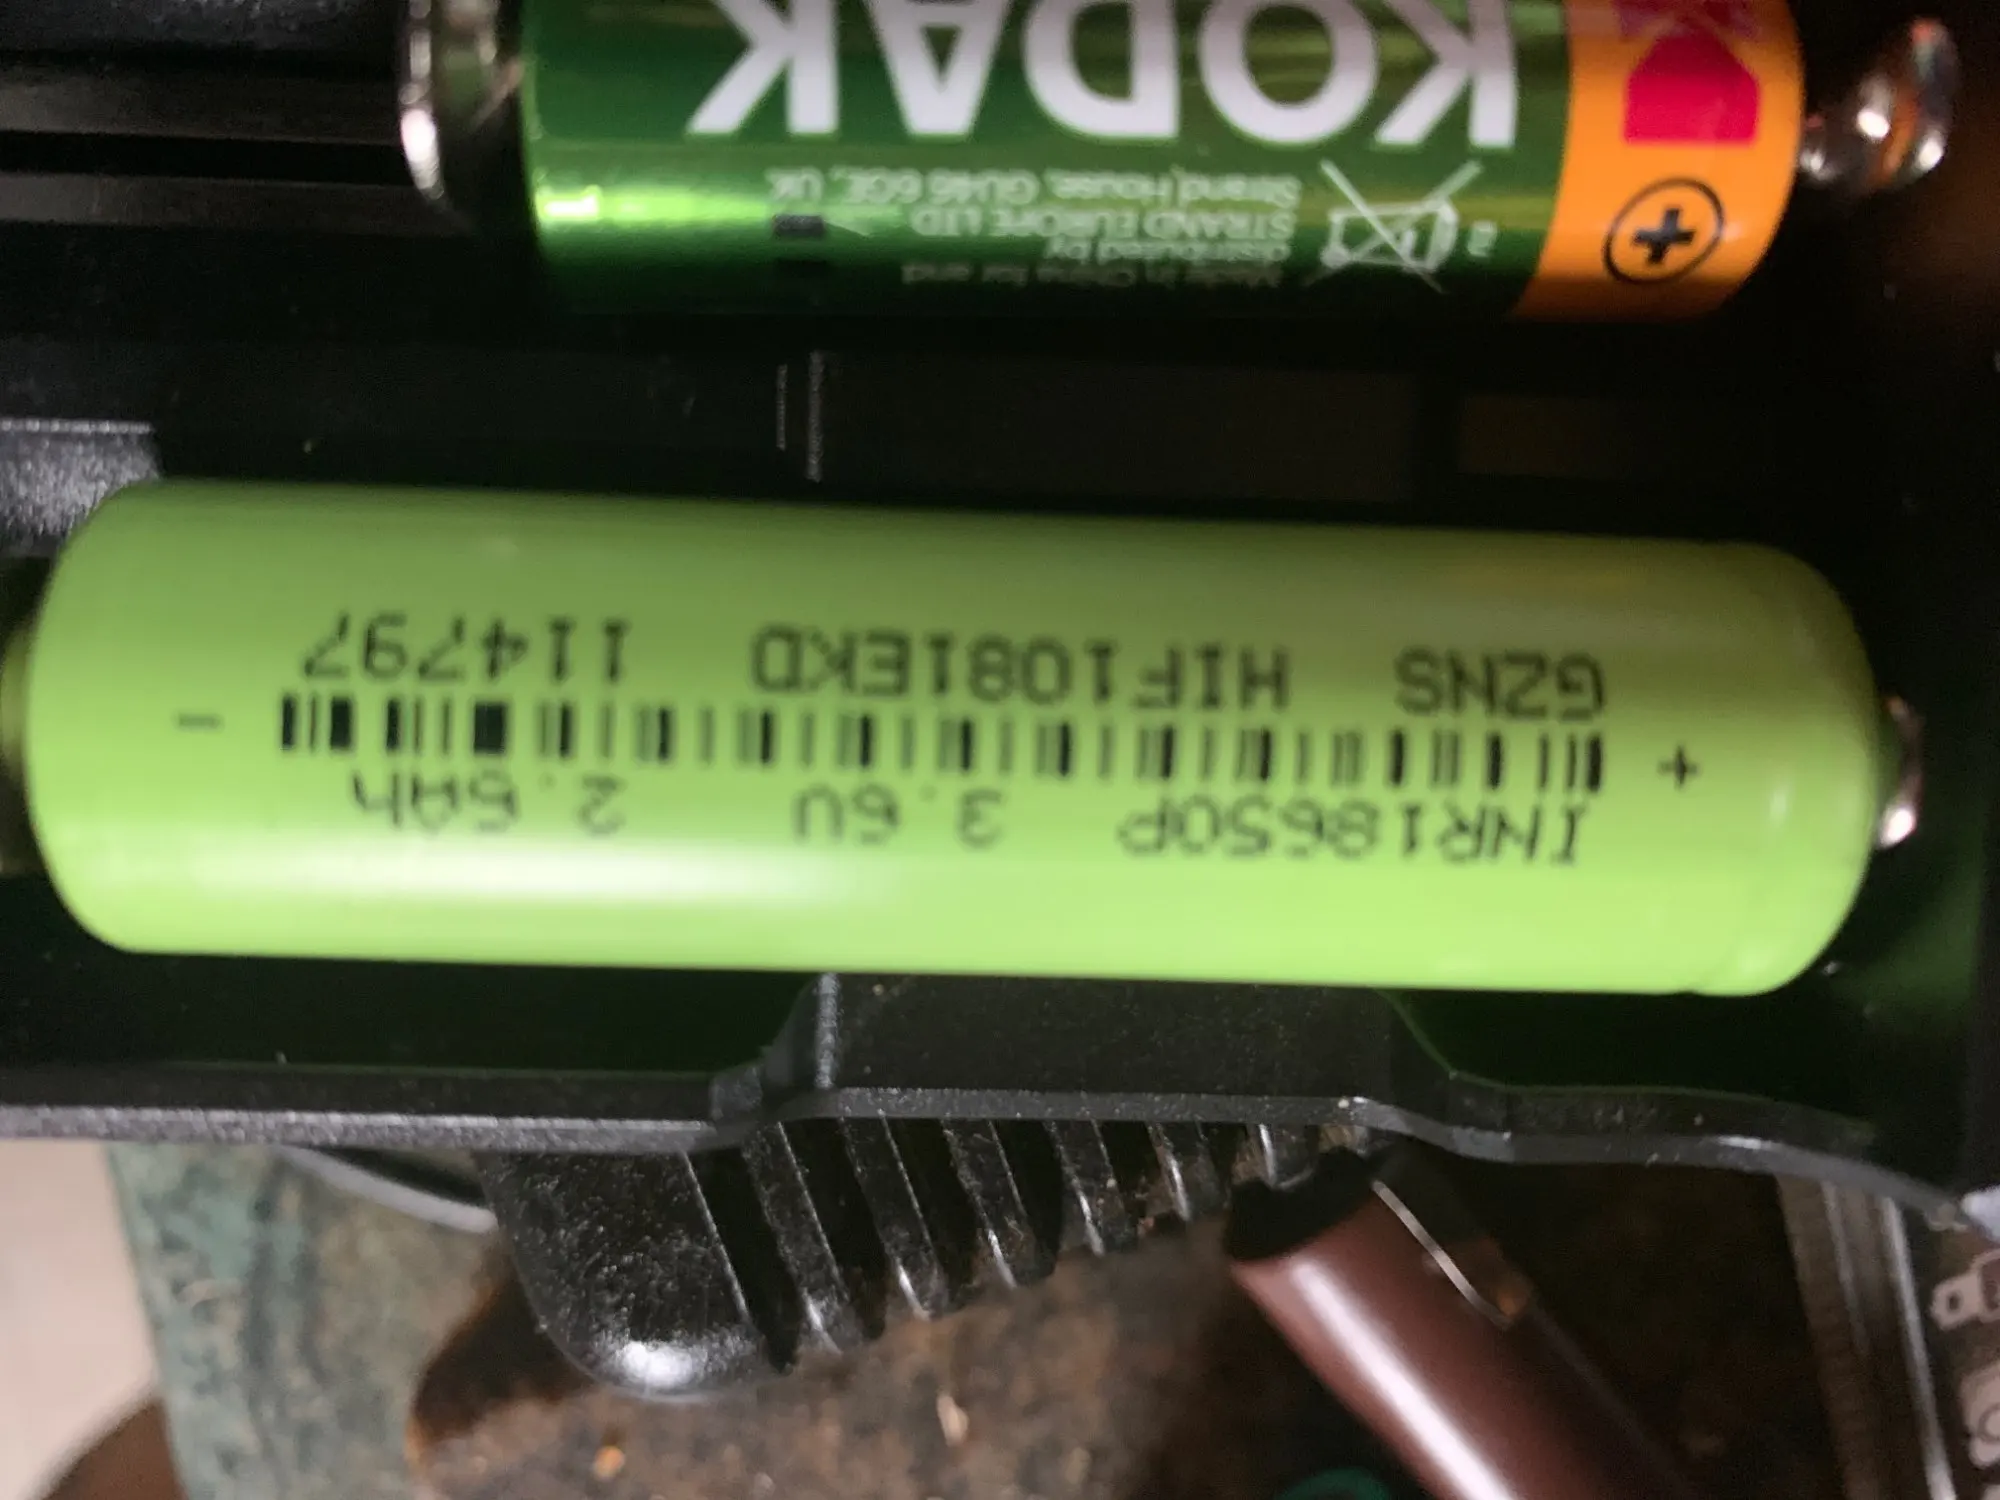 INR18650P 3.6V 2.6Ah
+ -
G2NS HIF1081EKD 114797
Made in China for and
distributed by
STRAND EUROPE LTD
Strand House, GU46 6GE, UK
+
KODAK